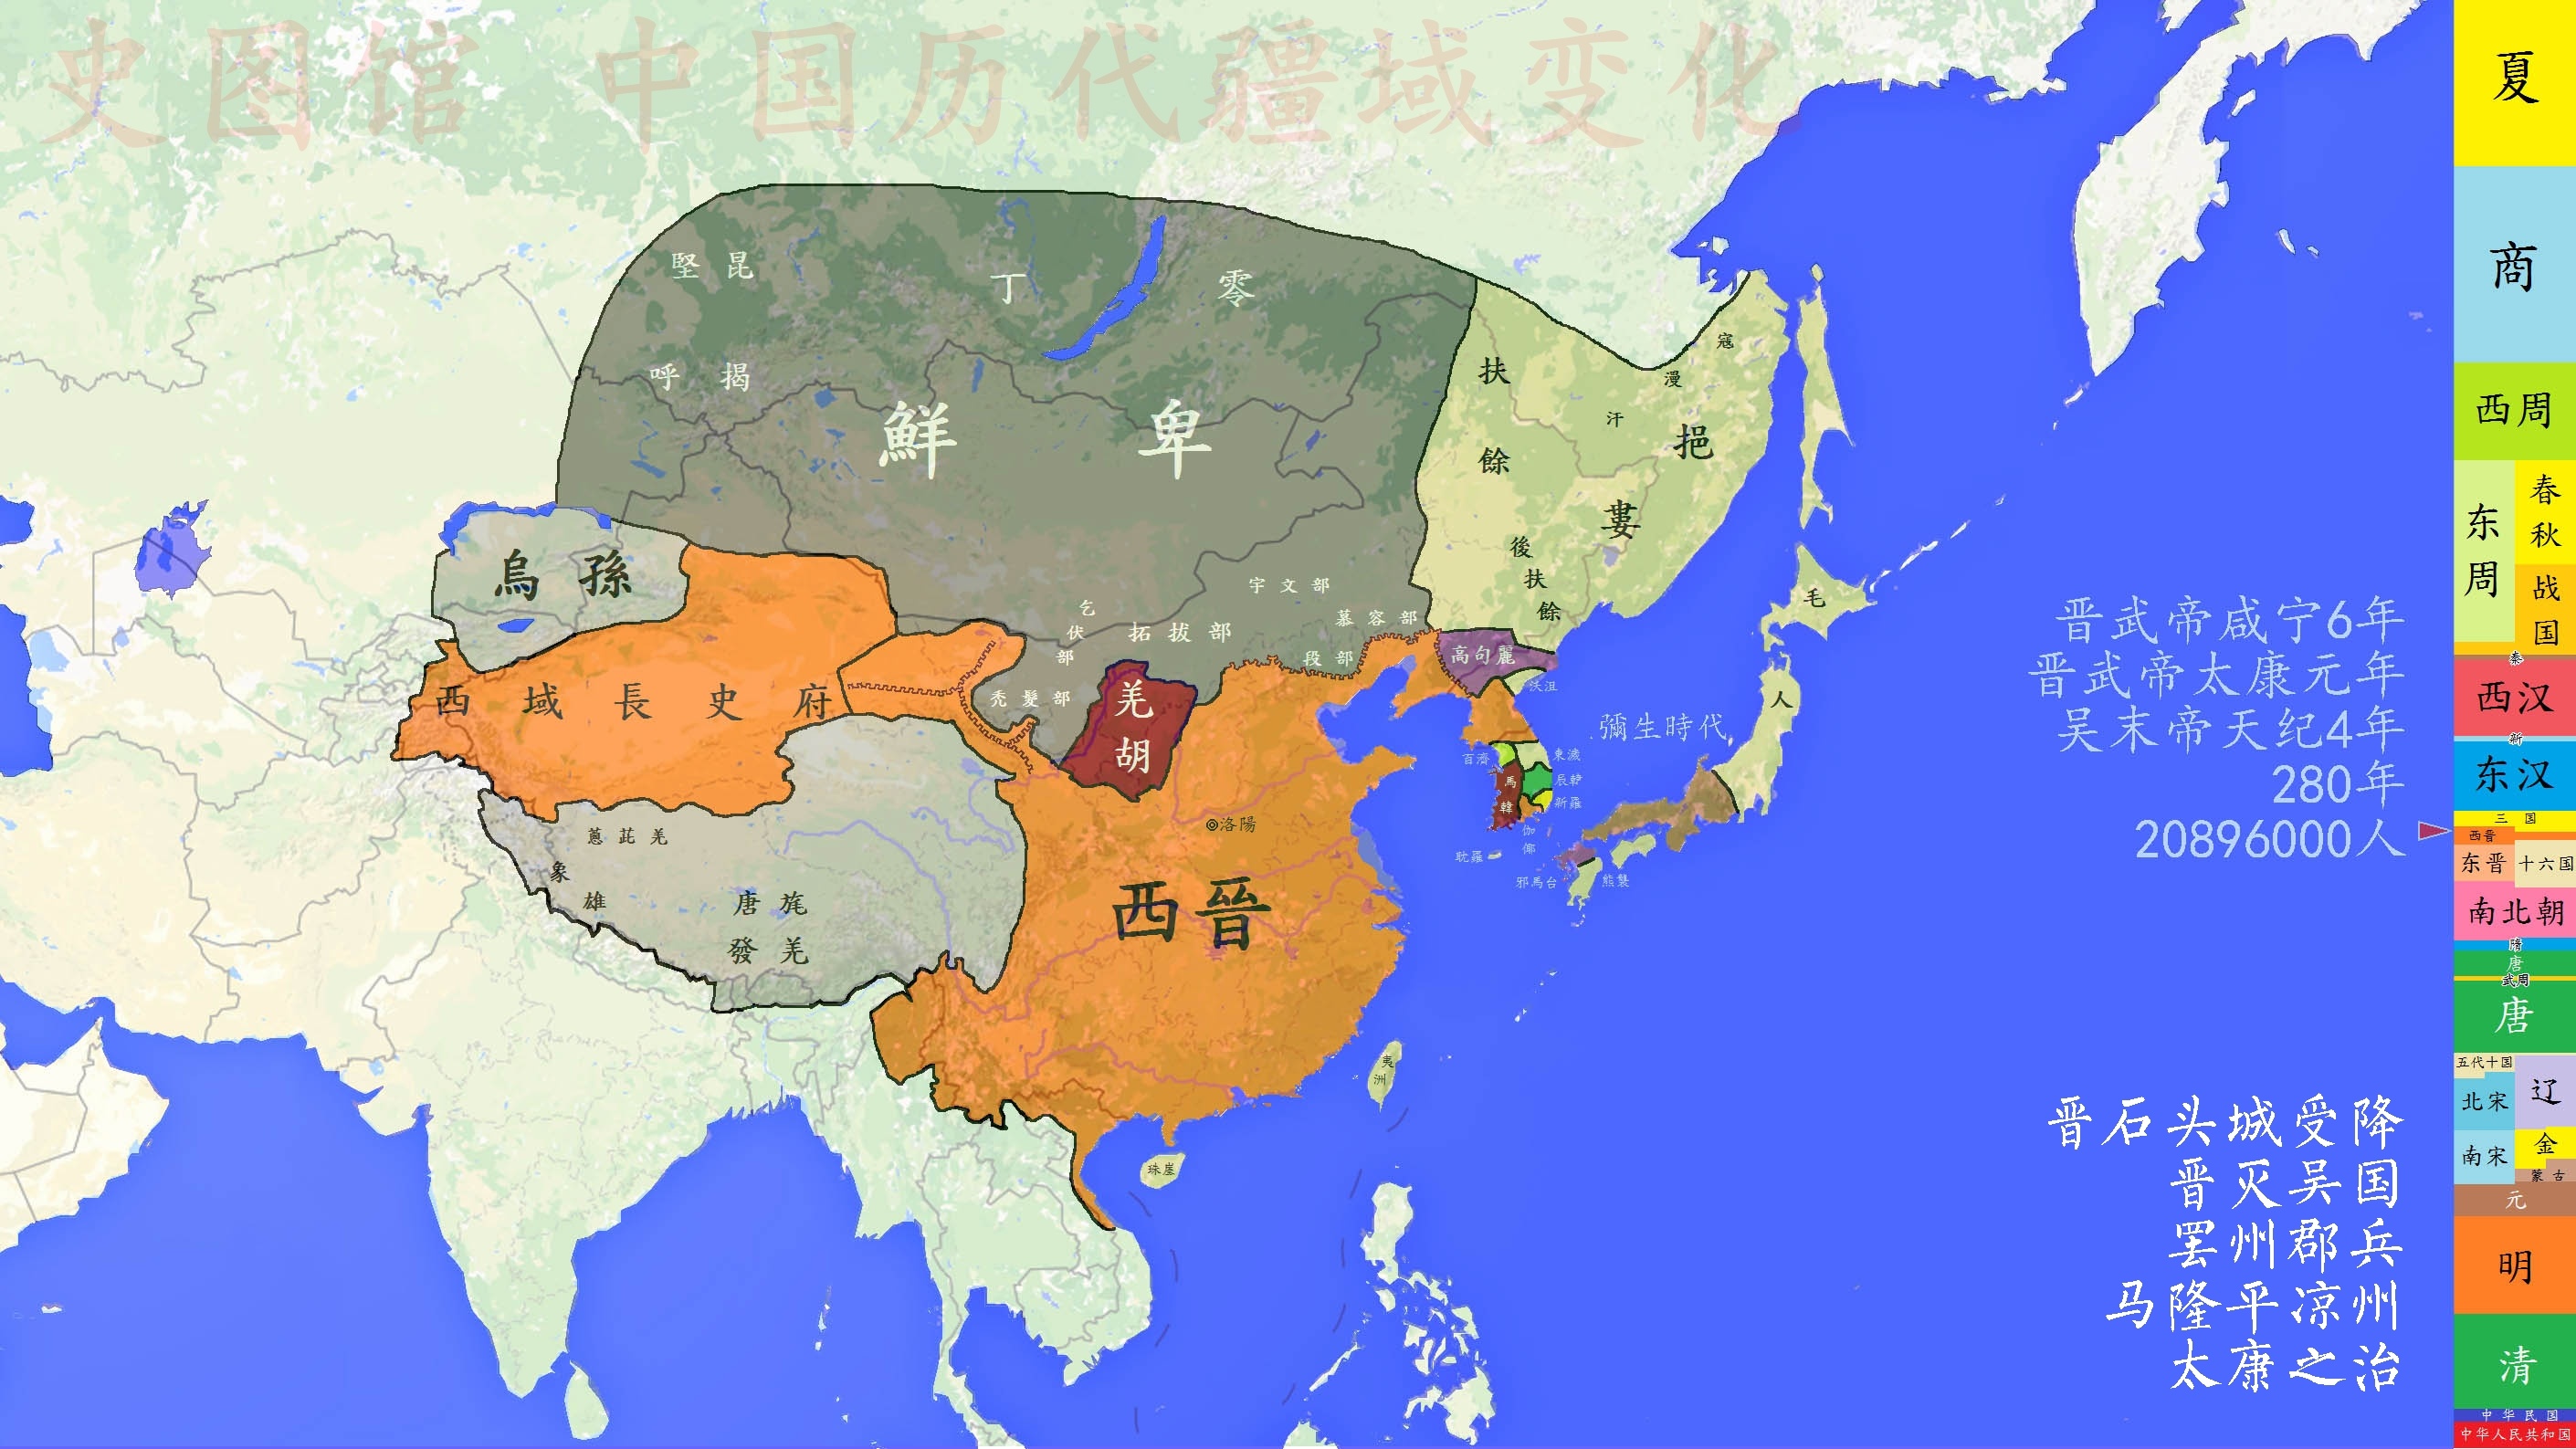 史图馆 中国历代疆域变化
堅昆
丁零
呼揭
鮮卑
扶餘
寇漫汗
挹婁
後扶餘
烏孫
宇文部
慕容部
乞伏部
拓拔部
段部
禿髮部
高句麗
沃沮
西域長史府
羌胡
毛人
彌生時代
百濟
東濊
馬韓
辰韓
新羅
伽倻
耽羅
邪馬台
熊襲
洛陽
蔥茈羌
象雄
唐旄
發羌
西晉
夷洲
珠崖
晋武帝咸宁6年
晋武帝太康元年
吴末帝天纪4年
280年
20896000人
晋石头城受降
晋灭吴国
罢州郡兵
马隆平凉州
太康之治
夏
商
西周
东周
春秋
战国
秦
西汉
新
东汉
三国
西晋
东晋
十六国
南北朝
隋
唐
武周
唐
五代十国
辽
北宋
南宋
金
蒙古
元
明
清
中华民国
中华人民共和国